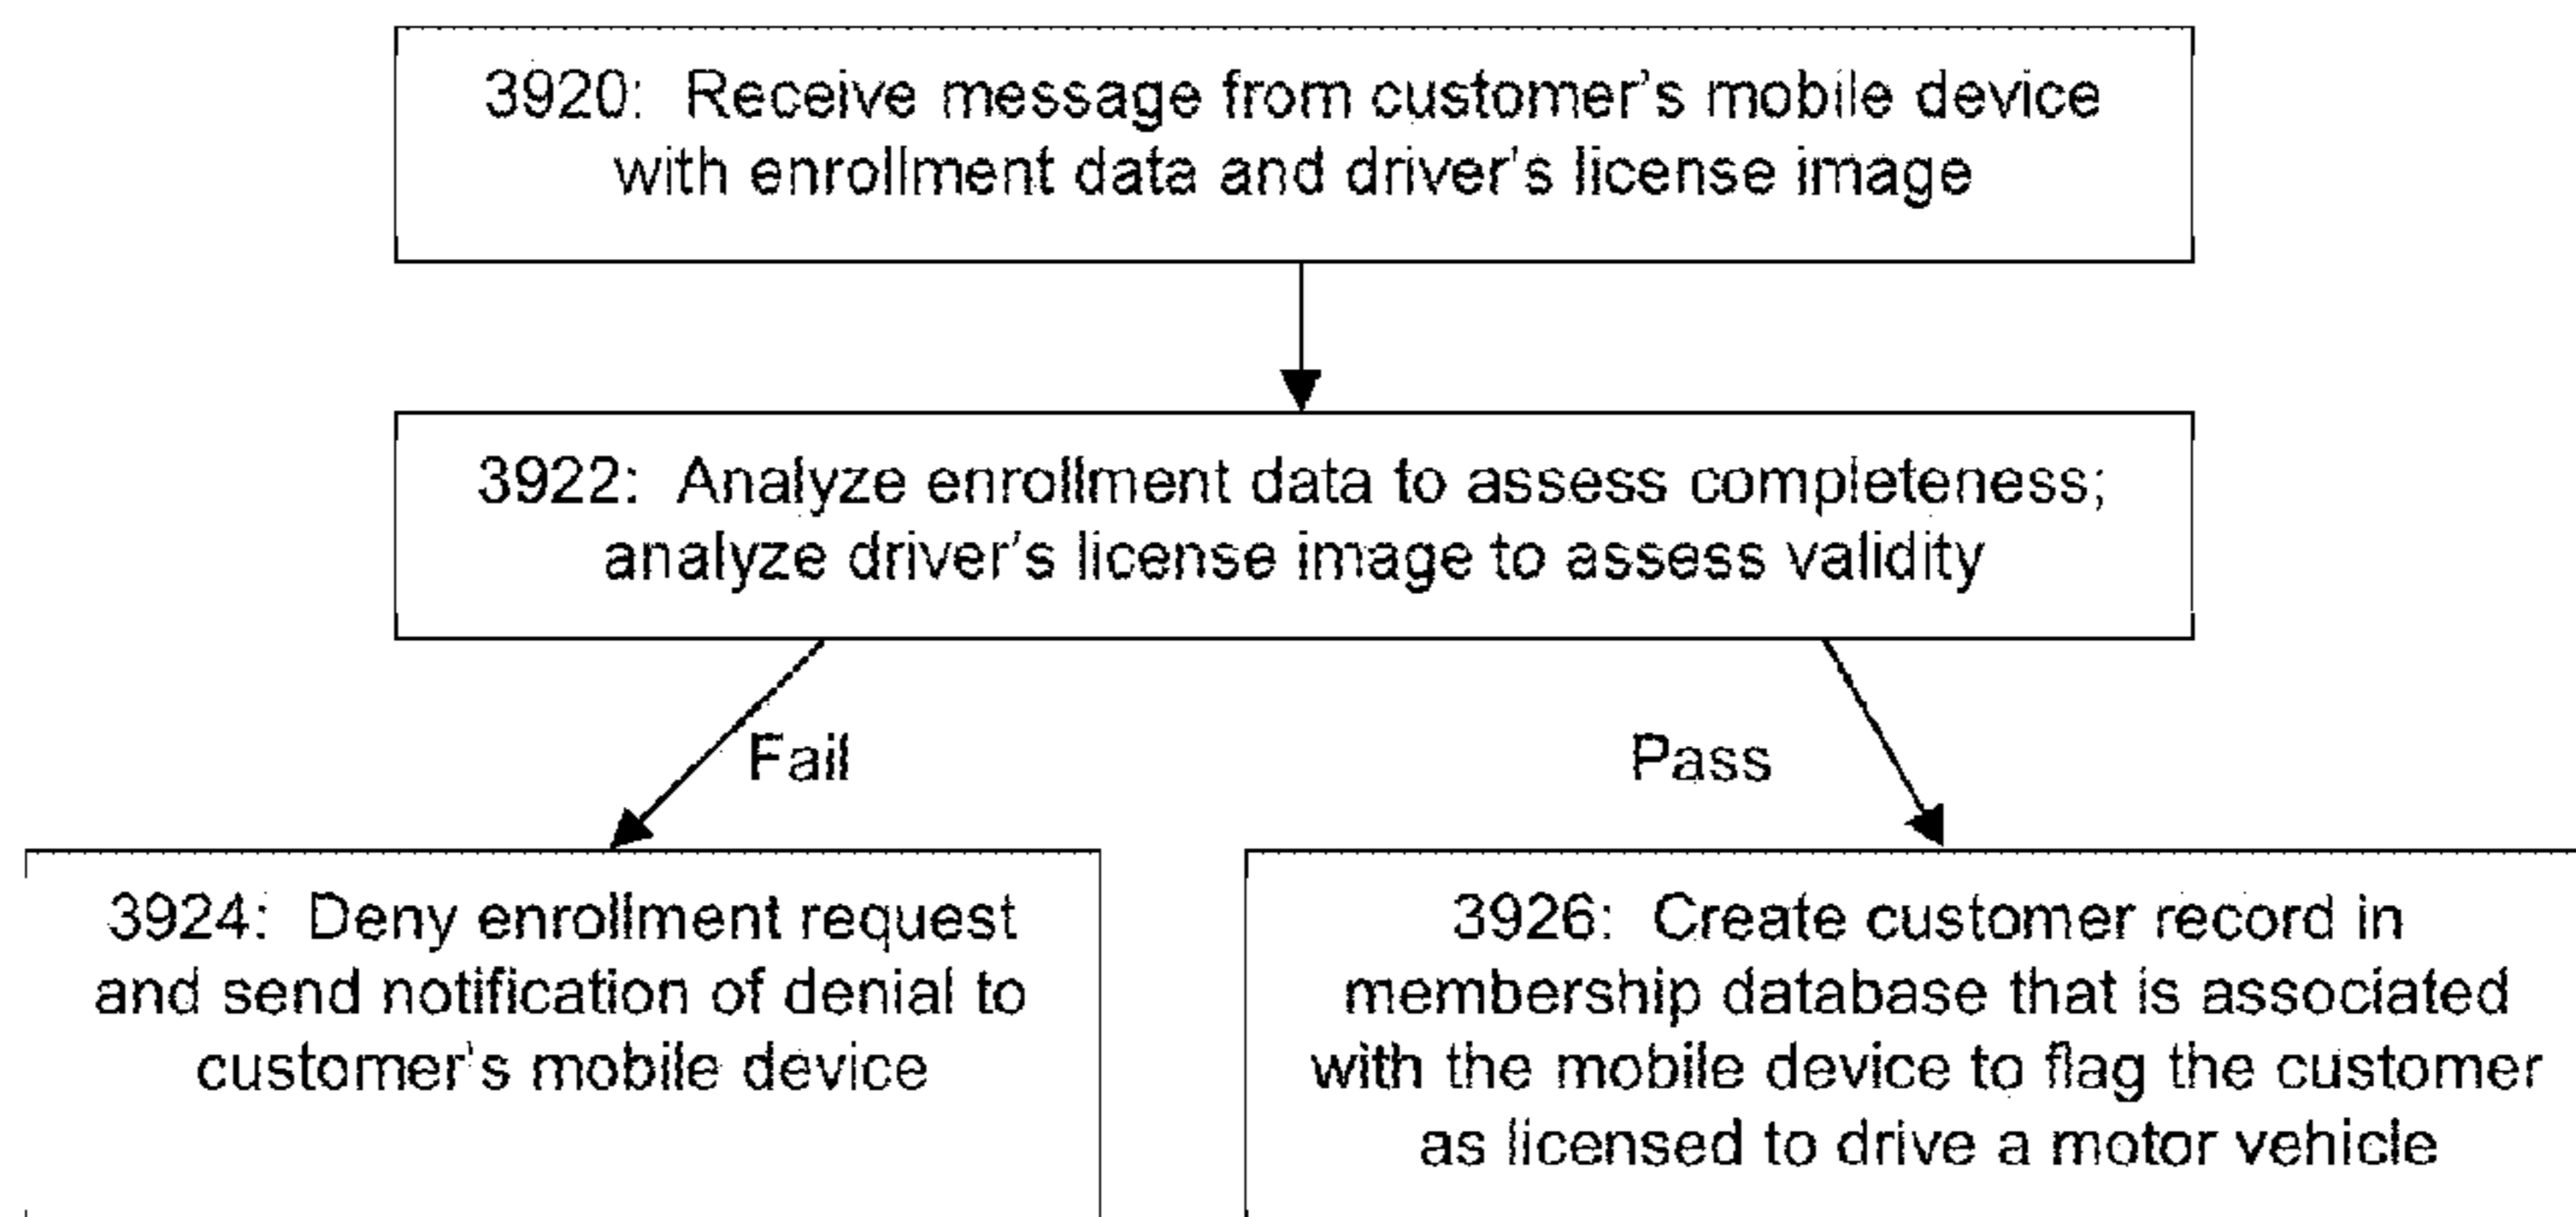 3920: Receive message from customer's mobile device
with enrollment data and driver's license image
3922: Analyze enrollment data to assess completeness;
analyze driver's license image to assess validity
Fail
Pass
3924: Deny enrollment request
and send notification of denial to
customer's mobile device
3926: Create customer record in
membership database that is associated
with the mobile device to flag the customer
as licensed to drive a motor vehicle